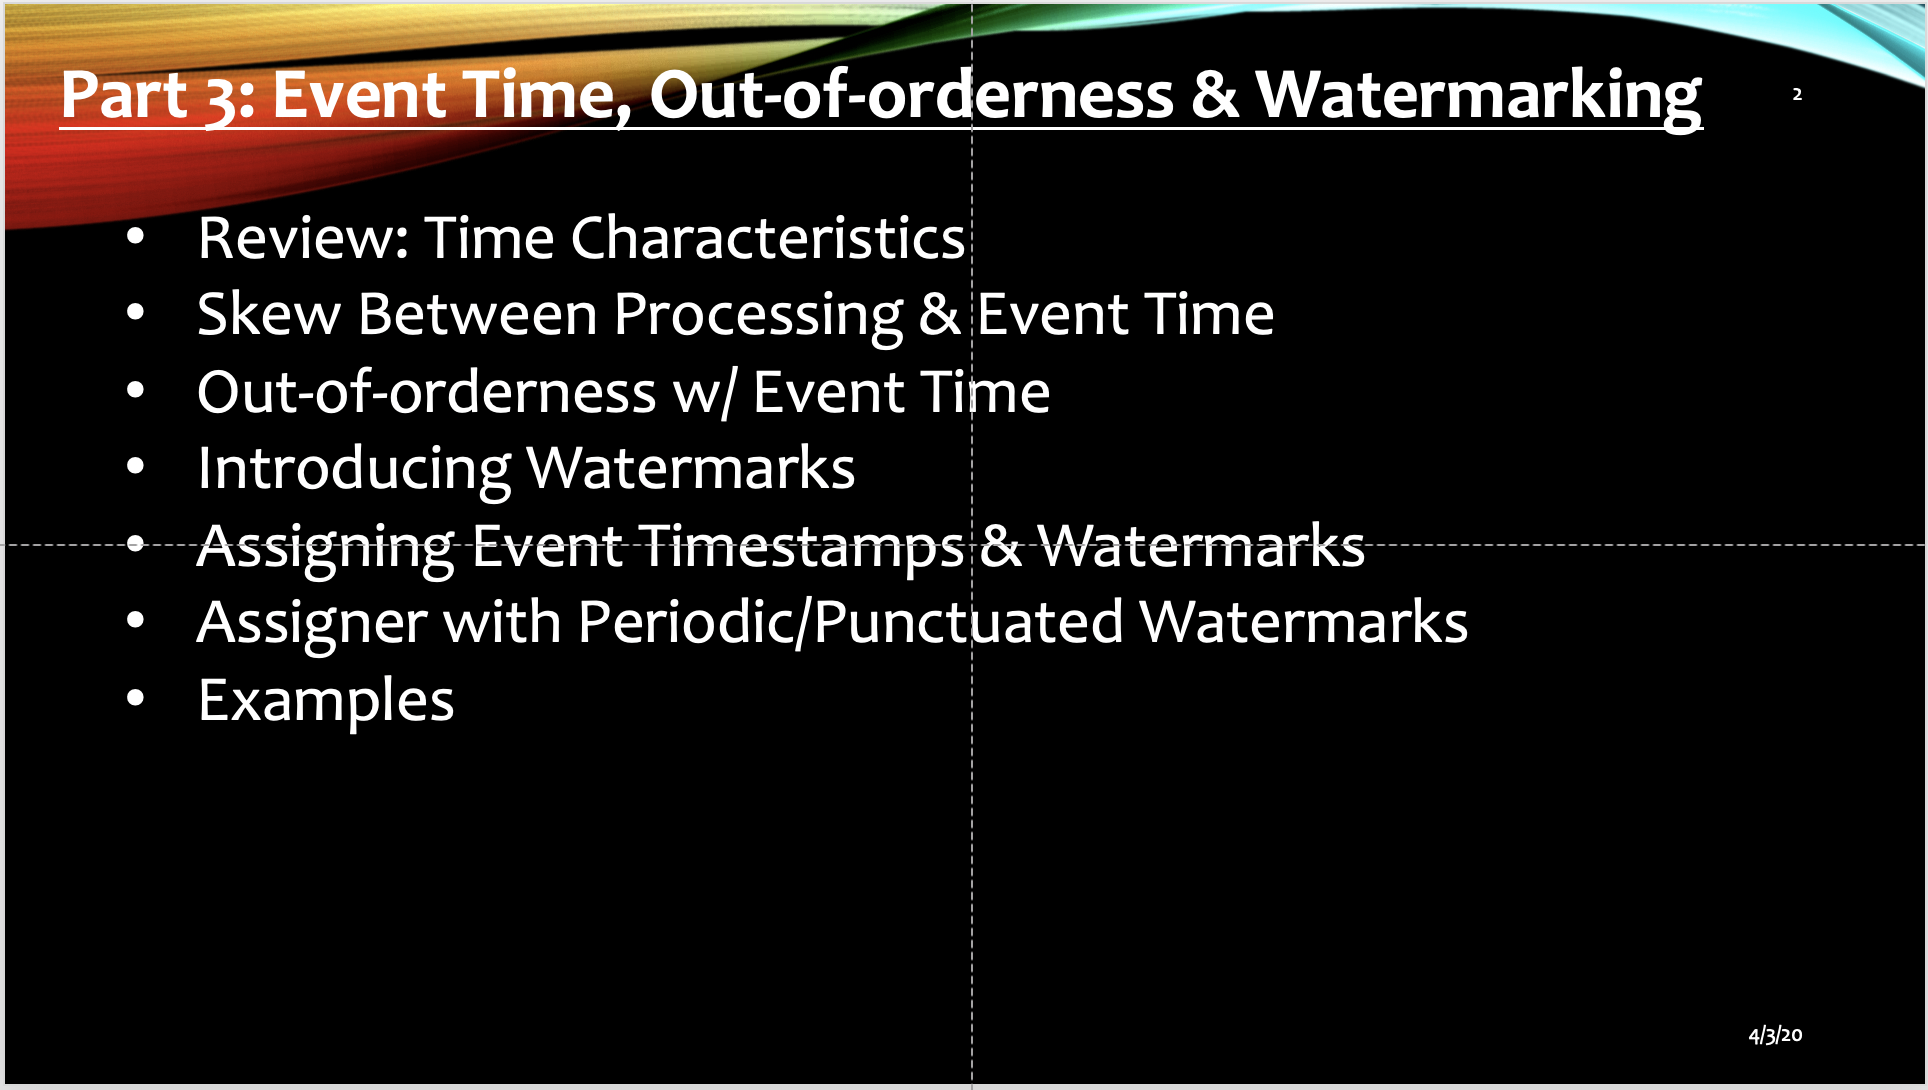 Part 3: Event Time, Out-of-orderness & Watermarking
2
• Review: Time Characteristics
• Skew Between Processing & Event Time
• Out-of-orderness w/ Event Time
• Introducing Watermarks
• Assigning Event Timestamps & Watermarks
• Assigner with Periodic/Punctuated Watermarks
• Examples
4/3/20